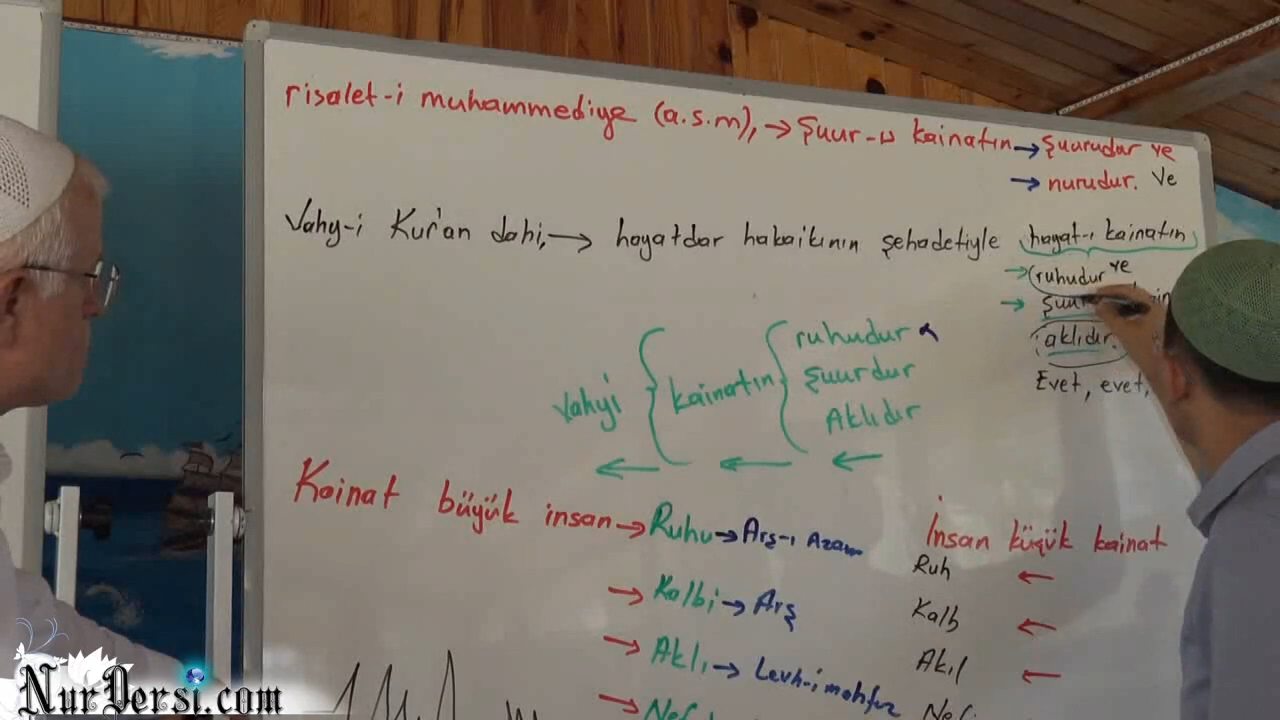 risalet-i muhammediye (a.s.m), → Şuur-u kainatın → şuurudur ve
→ nurudur. Ve
Vahy-i Kur'an dahi, → hayatdar hakaikının şehadetiyle hayat-ı kainatın
→ ruhudur ve
→
aklıdır.
Evet, evet,
Vahyi { kainatın { ruhudur
şuurdur
Aklıdır
← ← ←
Kainat büyük insan → Ruhu → Arş-ı Azam
→ Kalbi → Arş
→ Aklı → Levh-i mahfuz
→
İnsan küçük kainat
Ruh ←
Kalb ←
Akıl ←
NurDersi.com